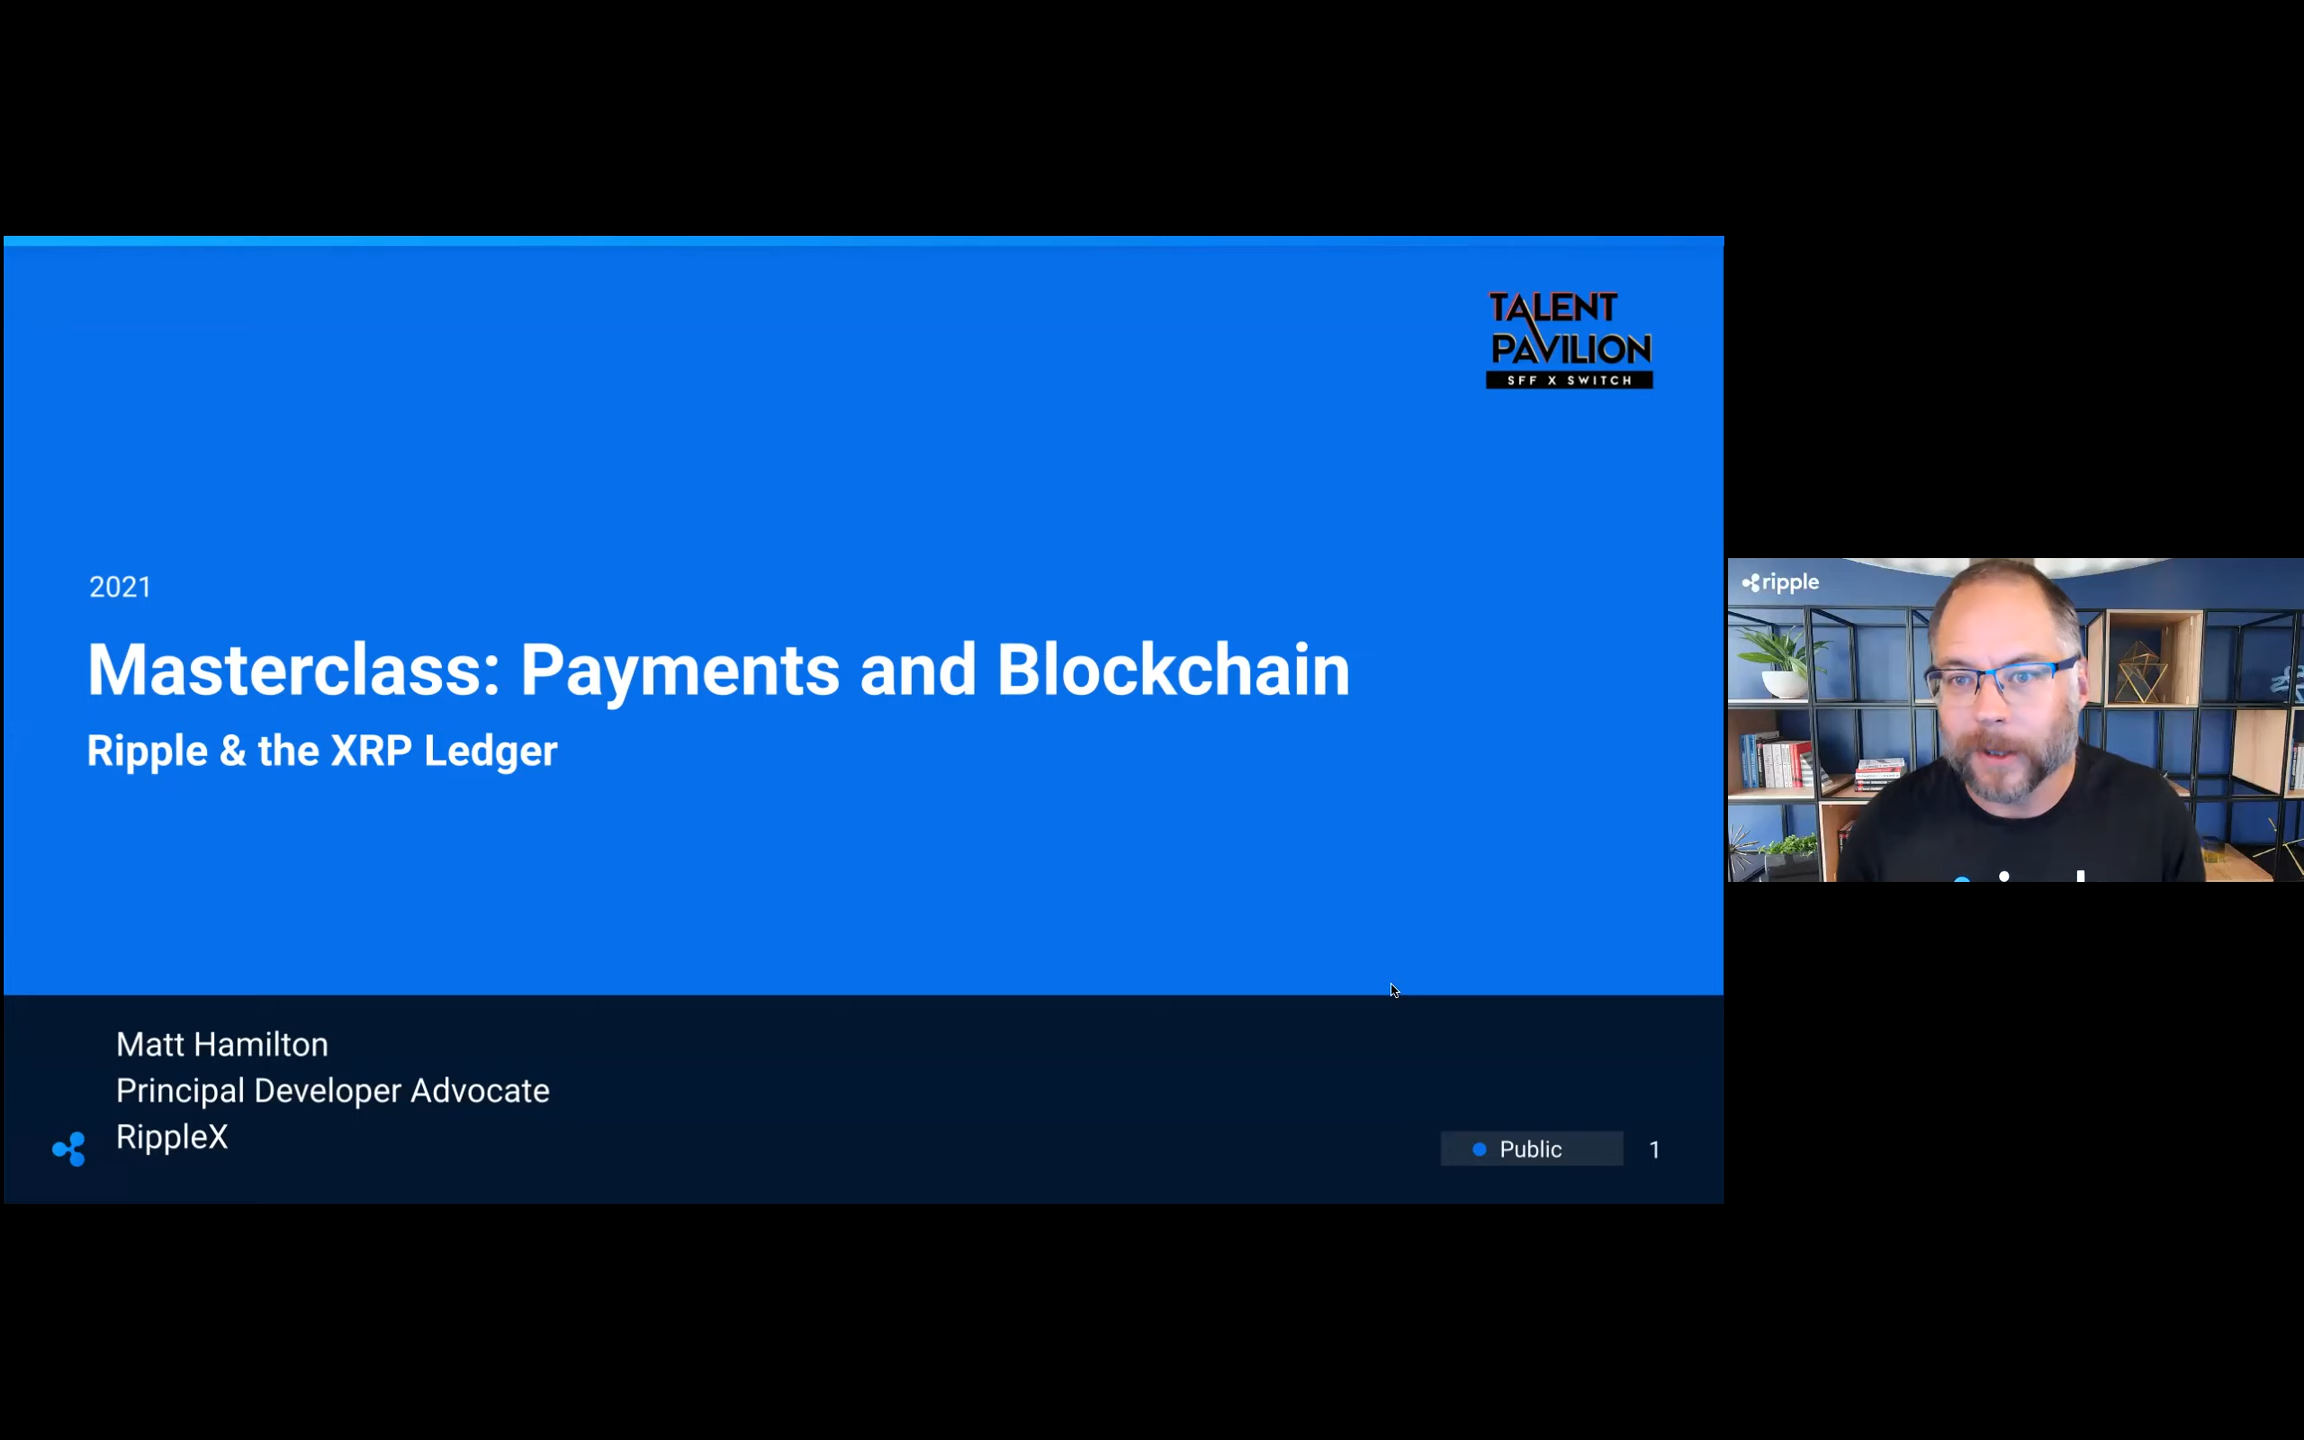 TALENT
PAVILION
SFF X SWITCH
2021
Masterclass: Payments and Blockchain
Ripple & the XRP Ledger
Matt Hamilton
Principal Developer Advocate
RippleX
Public
1
ripple